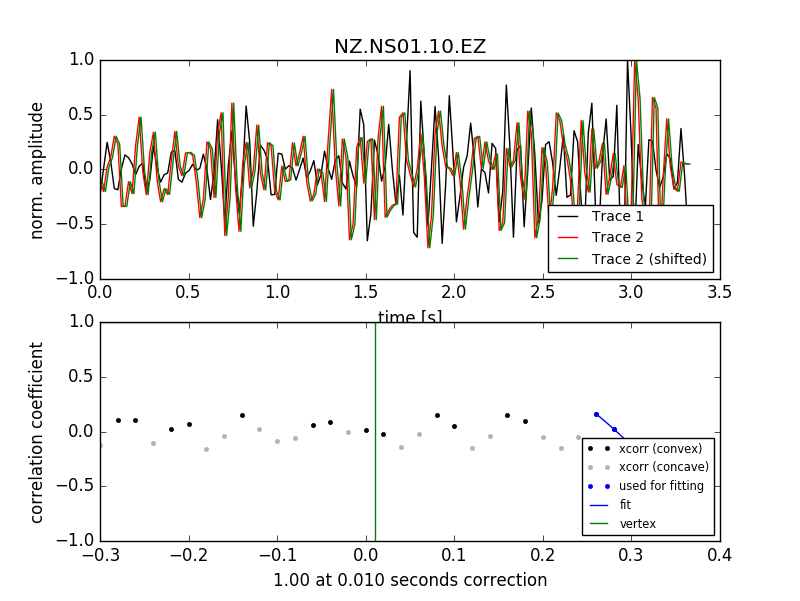 NZ.NS01.10.EZ
norm. amplitude
1.0
0.5
0.0
−0.5
−1.0
Trace 1
Trace 2
Trace 2 (shifted)
0.0 0.5 1.0 1.5 2.0 2.5 3.0 3.5
time [s]
correlation coefficient
1.0
0.5
0.0
−0.5
−1.0
xcorr (convex)
xcorr (concave)
used for fitting
fit
vertex
−0.3 −0.2 −0.1 0.0 0.1 0.2 0.3 0.4
1.00 at 0.010 seconds correction